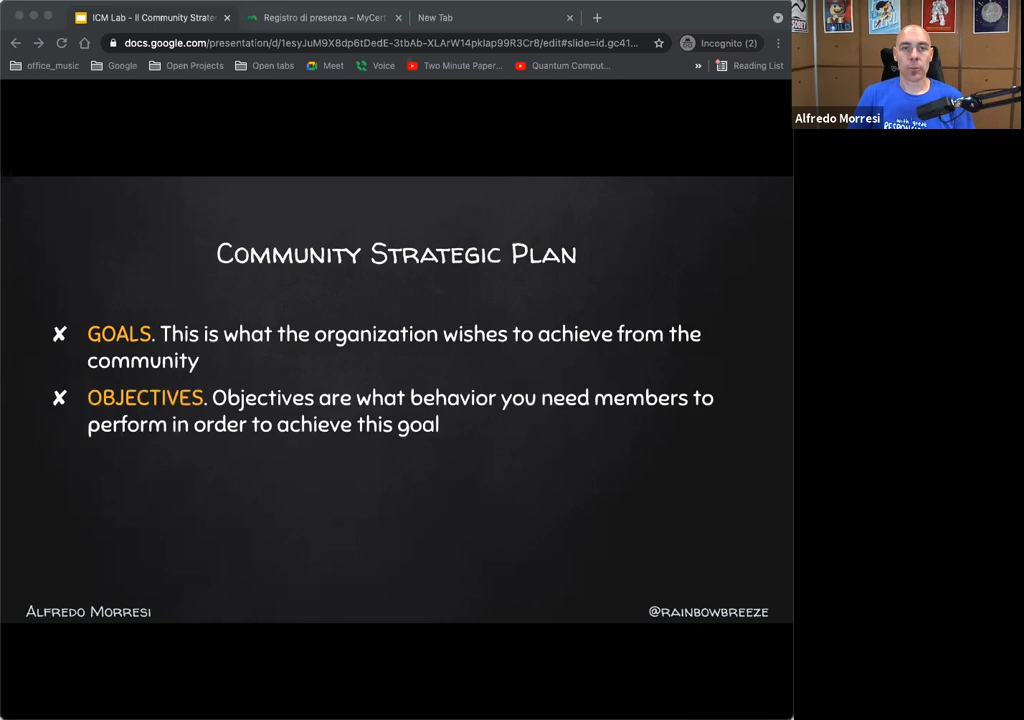 ICM Lab - Il Community Strate
Registro di presenza - MyCert
New Tab
docs.google.com/presentation/d/1esyJuM9X8dp6tDedE-3tbAb-XLArW14pklap99R3Cr8/edit#slide=id.gc41...
Incognito (2)
office_music
Google
Open Projects
Open tabs
Meet
Voice
Two Minute Paper...
Quantum Comput...
»
Reading List
Alfredo Morresi
with great
COMMUNITY STRATEGIC PLAN
✘ GOALS. This is what the organization wishes to achieve from the
community
✘ OBJECTIVES. Objectives are what behavior you need members to
perform in order to achieve this goal
ALFREDO MORRESI
@RAINBOWBREEZE